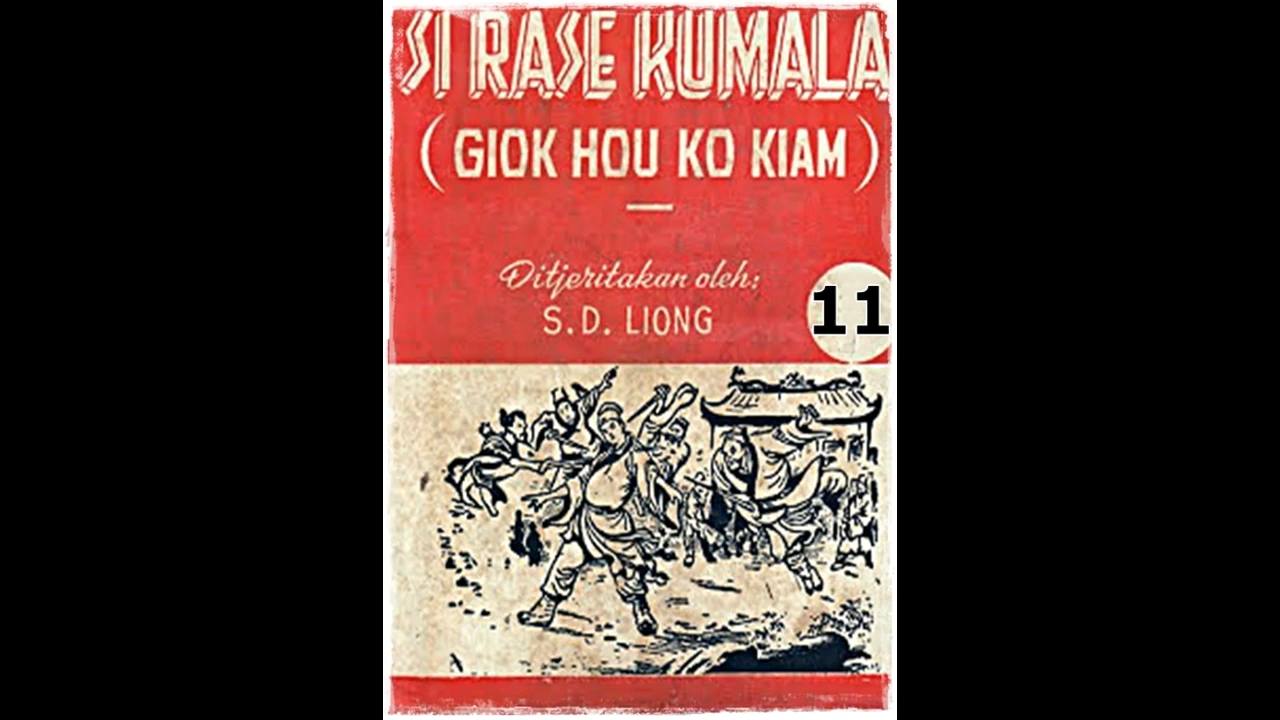 SI RASE KUMALA
(GIOK HOU KO KIAM)
Ditjeritakan oleh:
S.D. LIONG
11